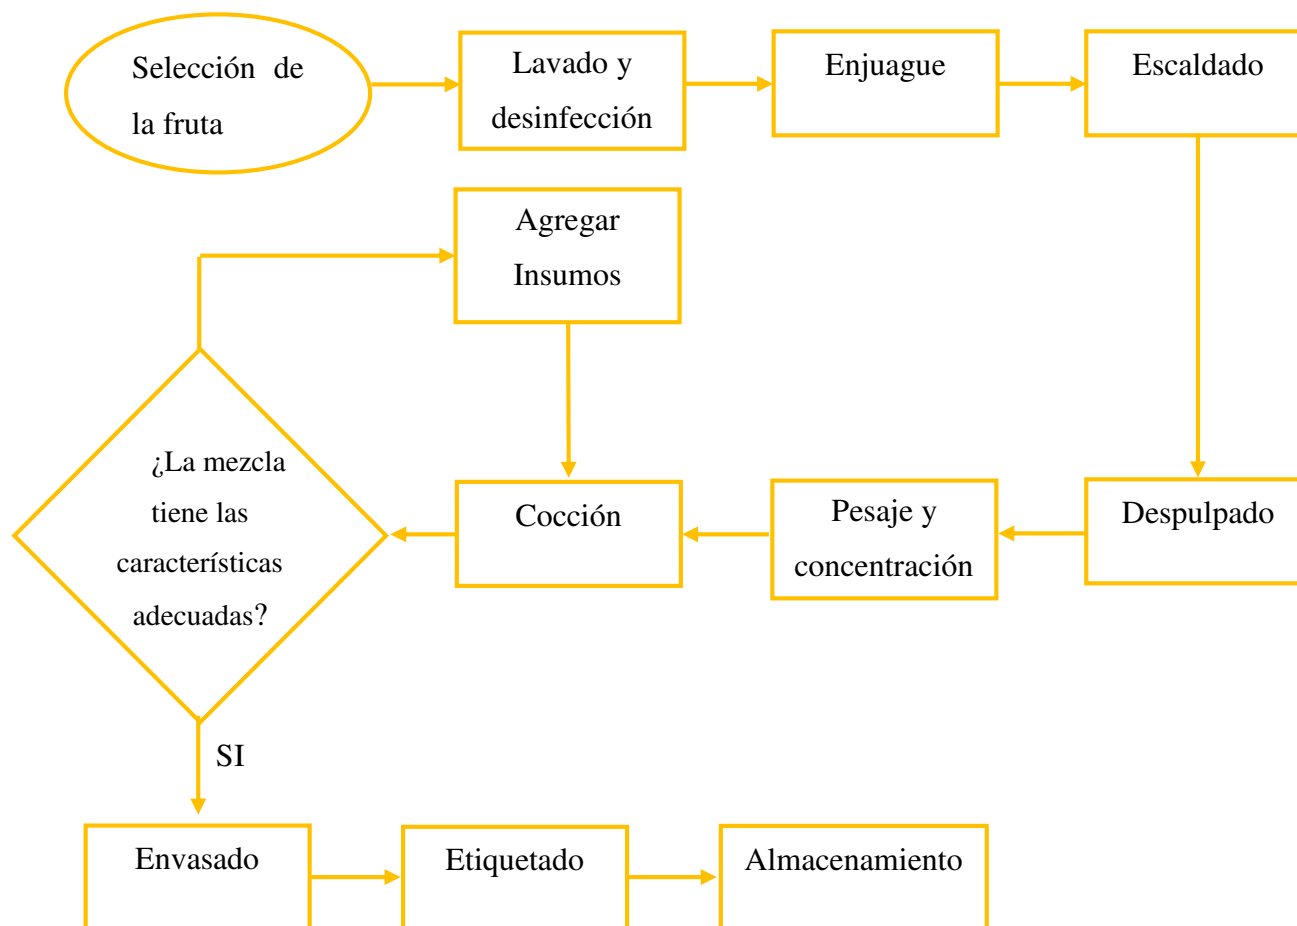 Selección de
la fruta
Lavado y
desinfección
Enjuague
Escaldado
Agregar
Insumos
¿La mezcla
tiene las
características
adecuadas?
Cocción
Pesaje y
concentración
Despulpado
SI
Envasado
Etiquetado
Almacenamiento